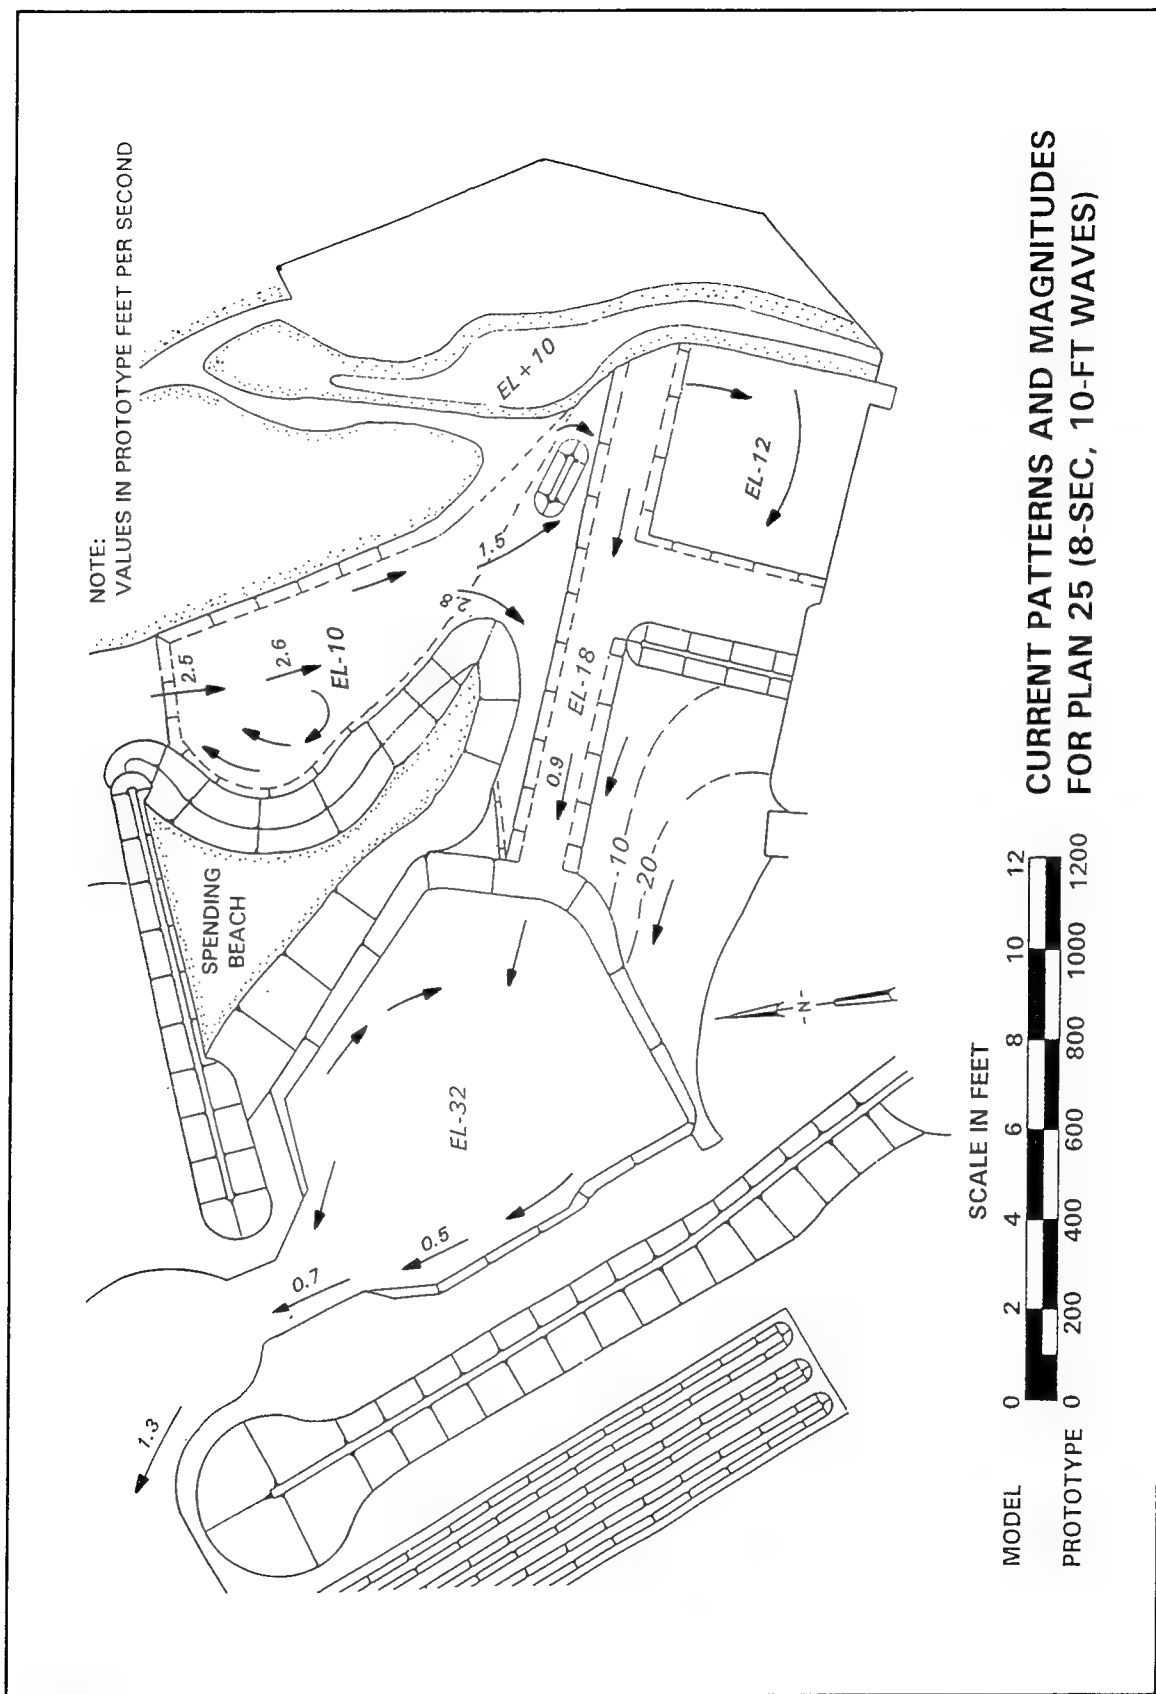 NOTE:
VALUES IN PROTOTYPE FEET PER SECOND
2.5
2.6
EL-10
2.8
1.5
EL+10
SPENDING
BEACH
EL-18
0.9
EL-12
-10
-20
EL-32
0.5
0.7
1.3
-N-
SCALE IN FEET
MODEL 0 2 4 6 8 10 12
PROTOTYPE 0 200 400 600 800 1000 1200
CURRENT PATTERNS AND MAGNITUDES
FOR PLAN 25 (8-SEC, 10-FT WAVES)